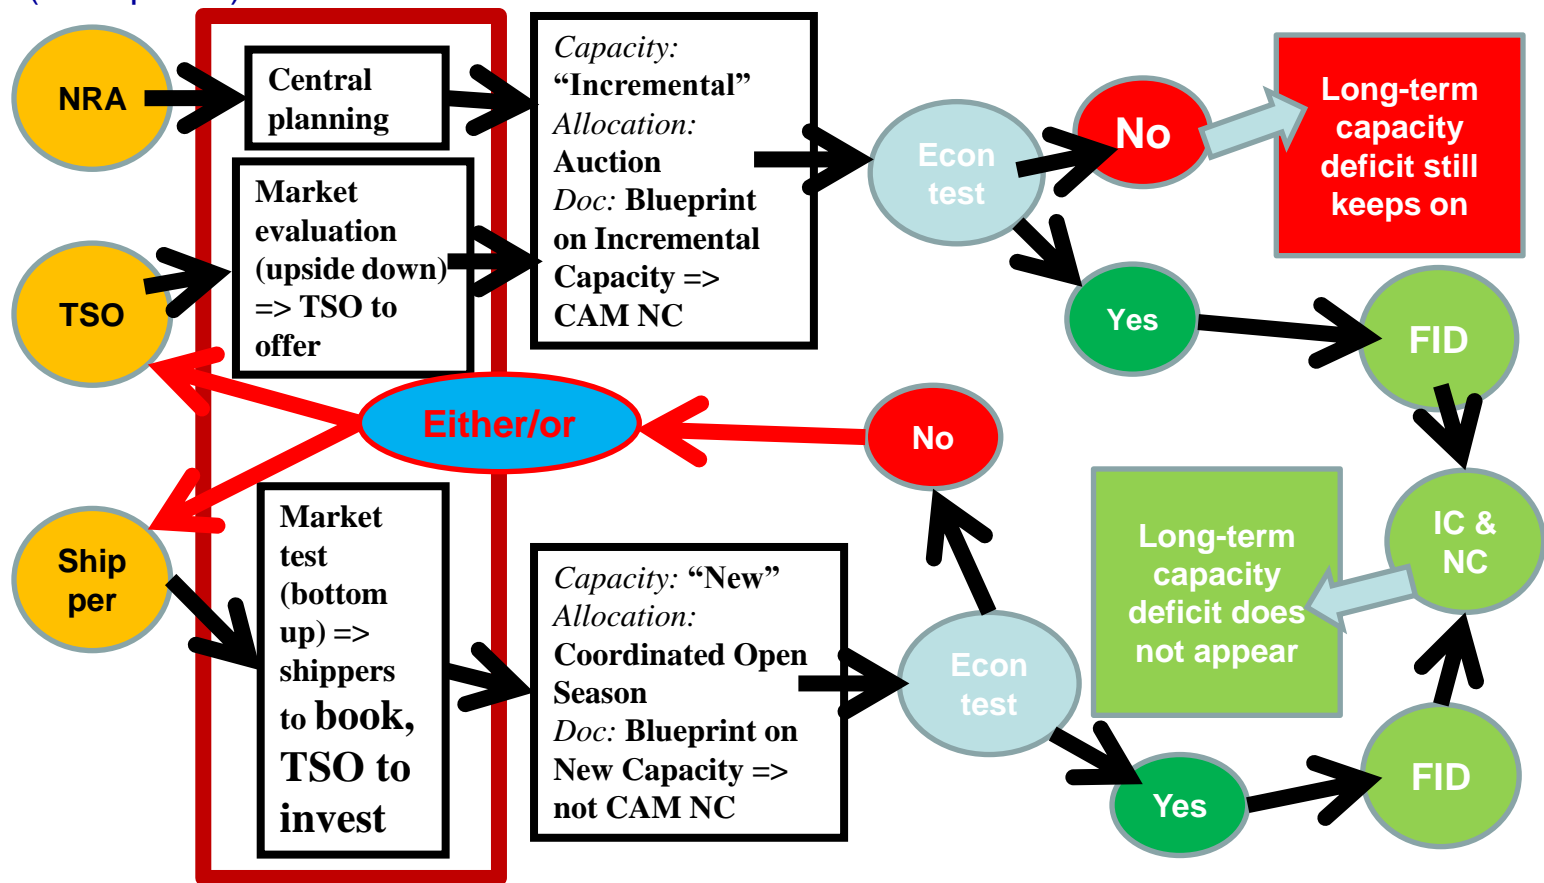 NRA
Central
planning
Capacity:
“Incremental”
Allocation:
Auction
Doc: Blueprint
on Incremental
Capacity =>
CAM NC
Econ
test
No
Long-term
capacity
deficit still
keeps on
TSO
Market
evaluation
(upside down)
=> TSO to
offer
Yes
FID
Either/or
No
Ship
per
Market
test
(bottom
up) =>
shippers
to book,
TSO to
invest
Capacity: “New”
Allocation:
Coordinated Open
Season
Doc: Blueprint on
New Capacity =>
not CAM NC
Econ
test
Yes
FID
IC &
NC
Long-term
capacity
deficit does
not appear